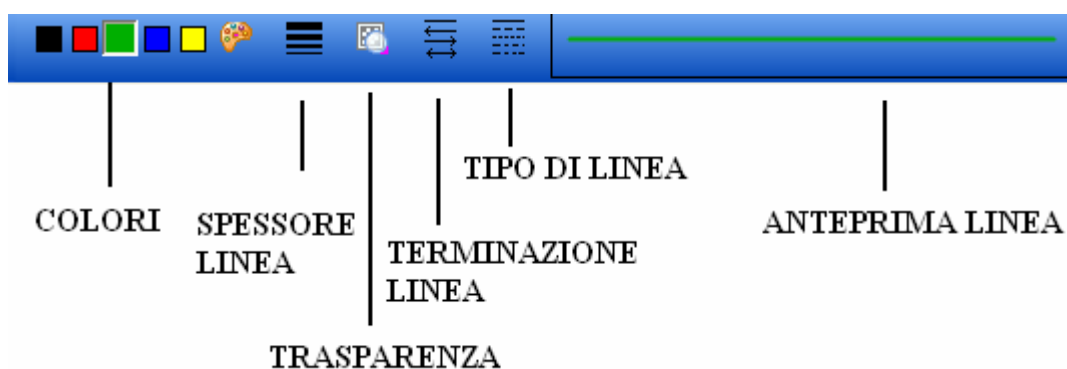 COLORI
SPESSORE
LINEA
TRASPARENZA
TERMINAZIONE
LINEA
TIPO DI LINEA
ANTEPRIMA LINEA